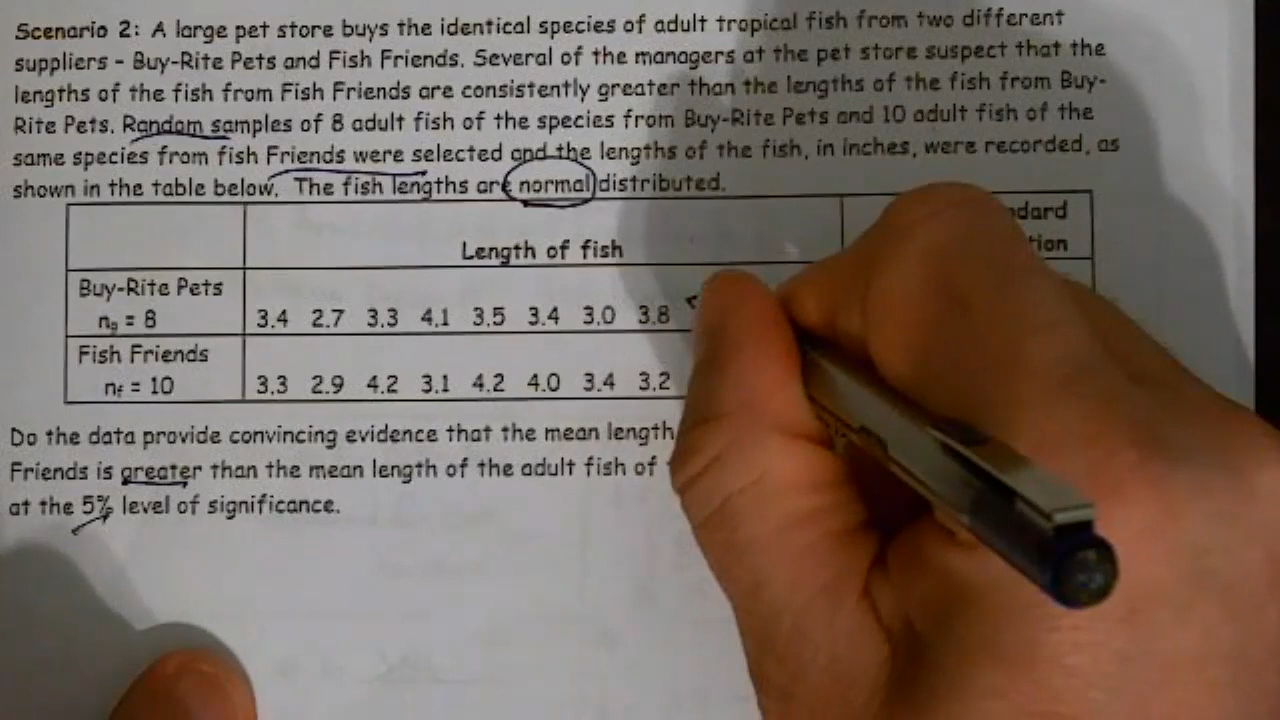 Scenario 2: A large pet store buys the identical species of adult tropical fish from two different
suppliers - Buy-Rite Pets and Fish Friends. Several of the managers at the pet store suspect that the
lengths of the fish from Fish Friends are consistently greater than the lengths of the fish from Buy-
Rite Pets. Random samples of 8 adult fish of the species from Buy-Rite Pets and 10 adult fish of the
same species from fish Friends were selected and the lengths of the fish, in inches, were recorded, as
shown in the table below. The fish lengths are normal distributed.
Length of fish
Buy-Rite Pets
n_B = 8
3.4 2.7 3.3 4.1 3.5 3.4 3.0 3.8
Fish Friends
n_f = 10
3.3 2.9 4.2 3.1 4.2 4.0 3.4 3.2
Do the data provide convincing evidence that the mean length
Friends is greater than the mean length of the adult fish of
at the 5% level of significance.